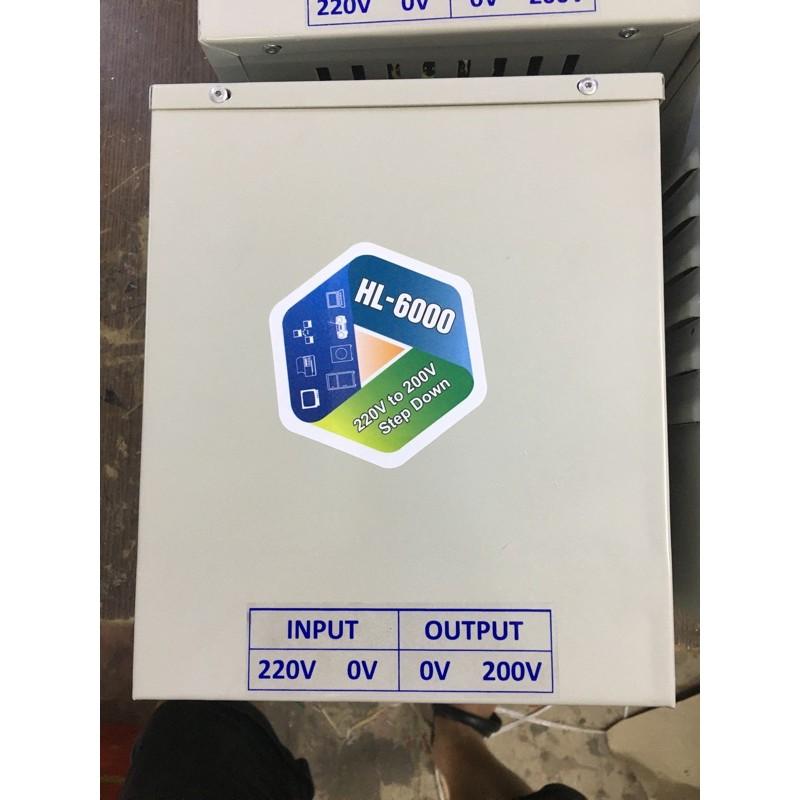 220V 0V 0V 200V
HL-6000
220V to 200V
Step Down
INPUT OUTPUT
220V 0V 0V 200V